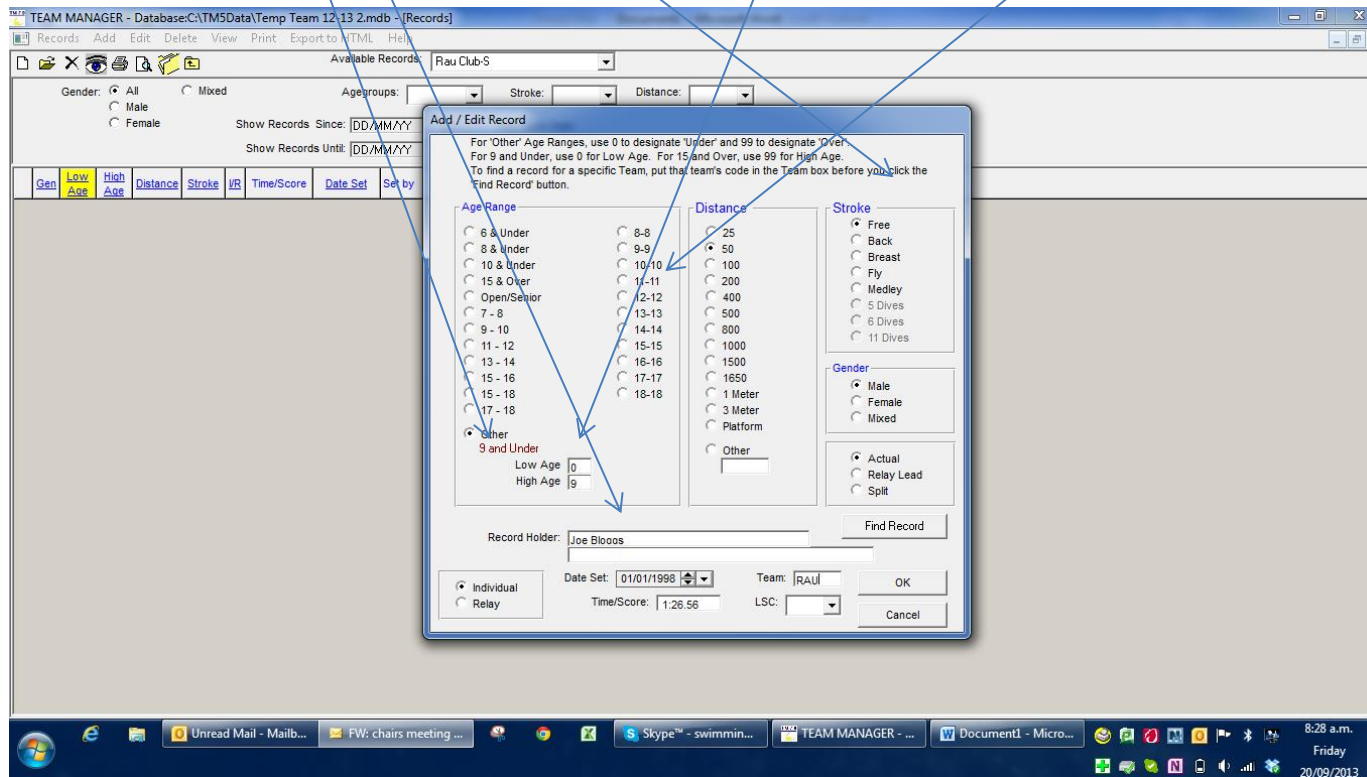 TEAM MANAGER - Database:C:\TM5Data\Temp Team 12-13 2.mdb - [Records]
Records Add Edit Delete View Print Export to HTML Help
Available Records: Rau Club-S
Gender: All Mixed Agegroups: Stroke: Distance:
Male
Female Show Records Since: DD/MM/YY
Show Records Until: DD/MM/YY
Gen Low Age High Age Distance Stroke I/R Time/Score Date Set Set by
Add / Edit Record
For 'Other' Age Ranges, use 0 to designate 'Under' and 99 to designate 'Over'.
For 9 and Under, use 0 for Low Age. For 15 and Over, use 99 for High Age.
To find a record for a specific Team, put that team's code in the Team box before you click the
'Find Record' button.
Age Range
6 & Under
8 & Under
10 & Under
15 & Over
Open/Senior
7 - 8
9 - 10
11 - 12
13 - 14
15 - 16
15 - 18
17 - 18
Other
9 and Under
Low Age 0
High Age 9
8-8
9-9
10-10
11-11
12-12
13-13
14-14
15-15
16-16
17-17
18-18
Distance
25
50
100
200
400
500
800
1000
1500
1650
1 Meter
3 Meter
Platform
Other
Stroke
Free
Back
Breast
Fly
Medley
5 Dives
6 Dives
11 Dives
Gender
Male
Female
Mixed
Actual
Relay Lead
Split
Find Record
Record Holder: Joe Bloggs
Individual
Relay
Date Set: 01/01/1998 Team: RAU
Time/Score: 1:26.56 LSC:
OK
Cancel
Unread Mail - Mailb... FW: chairs meeting ... Skype™ - swimmin... TEAM MANAGER - ... Document1 - Micro...
8:28 a.m.
Friday
20/09/2013